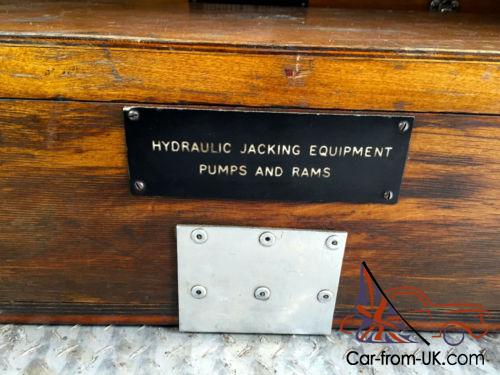 HYDRAULIC JACKING EQUIPMENT
PUMPS AND RAMS
Car-from-UK.com